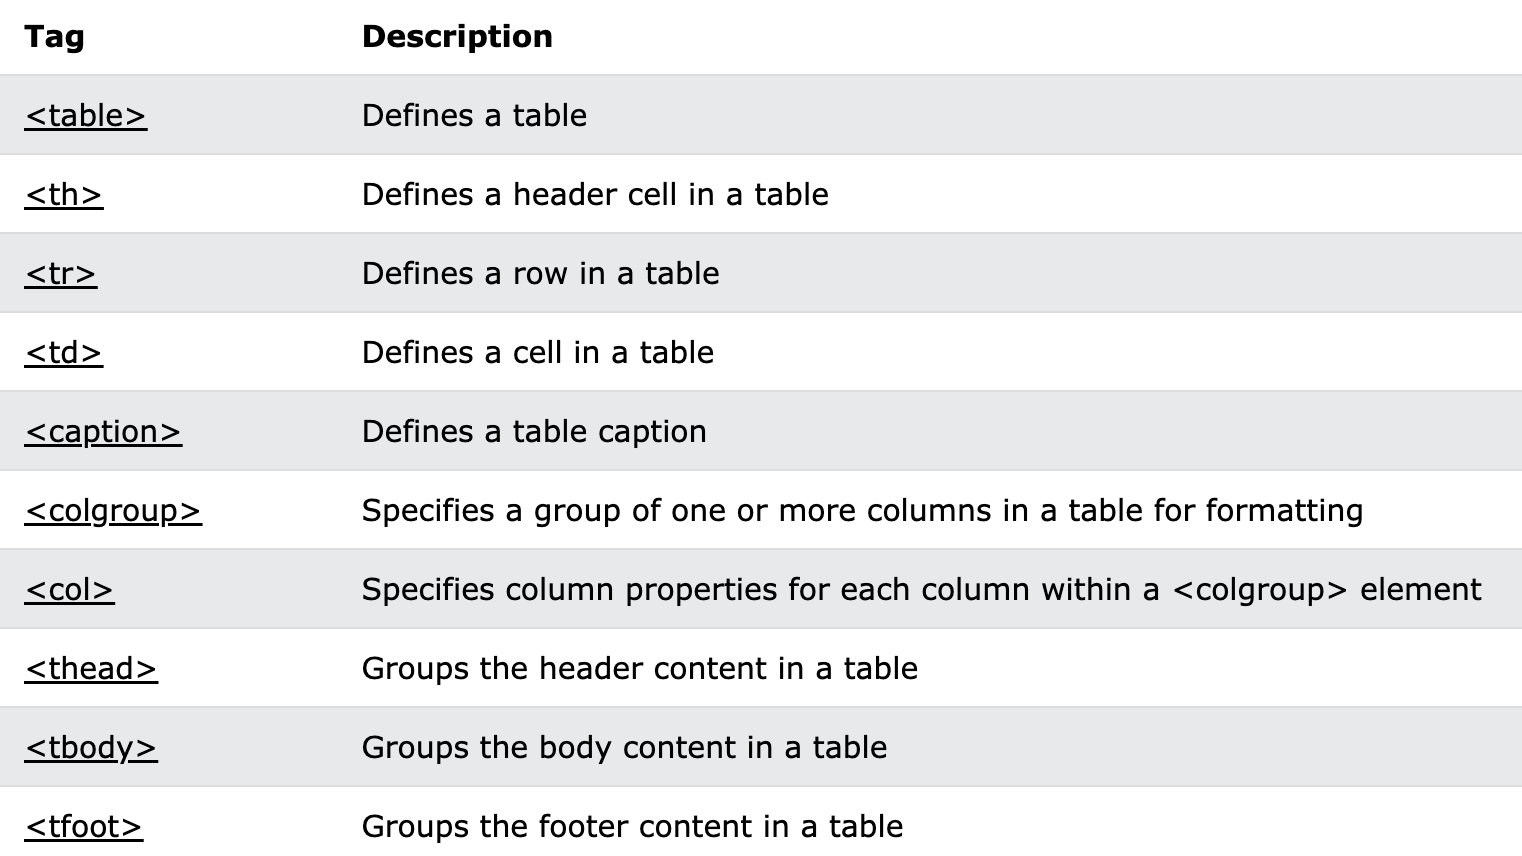 Tag Description
<table> Defines a table
<th> Defines a header cell in a table
<tr> Defines a row in a table
<td> Defines a cell in a table
<caption> Defines a table caption
<colgroup> Specifies a group of one or more columns in a table for formatting
<col> Specifies column properties for each column within a <colgroup> element
<thead> Groups the header content in a table
<tbody> Groups the body content in a table
<tfoot> Groups the footer content in a table